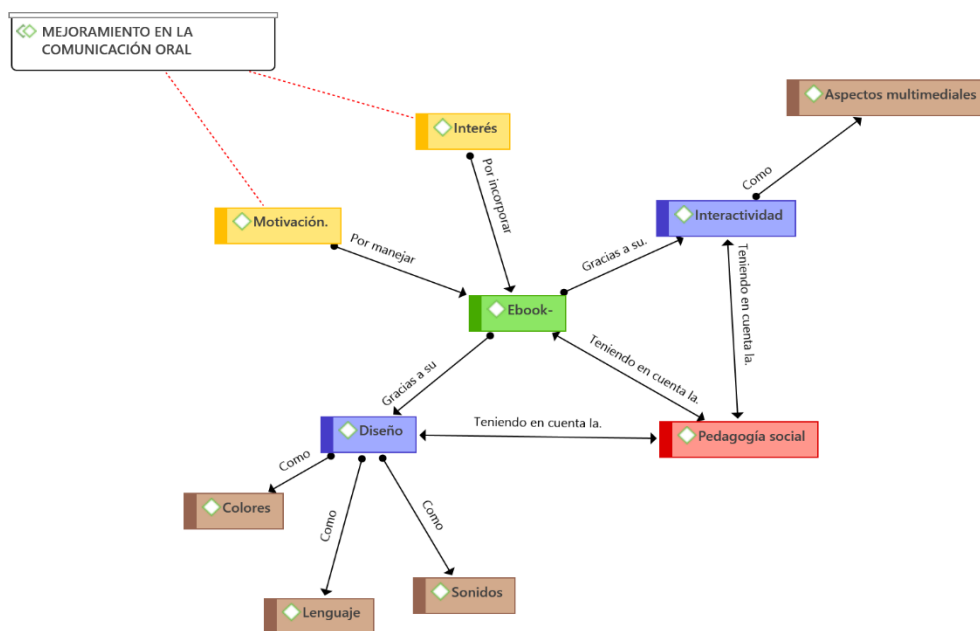 MEJORAMIENTO EN LA
COMUNICACIÓN ORAL
Aspectos multimediales
Interés
Como
Por incorporar
Motivación.
Interactividad
Por manejar
Gracias a su.
Teniendo en cuenta la.
Ebook-
Teniendo en cuenta la.
Gracias a su
Diseño
Teniendo en cuenta la.
Pedagogía social
Como
Colores
Como
Como
Sonidos
Lenguaje